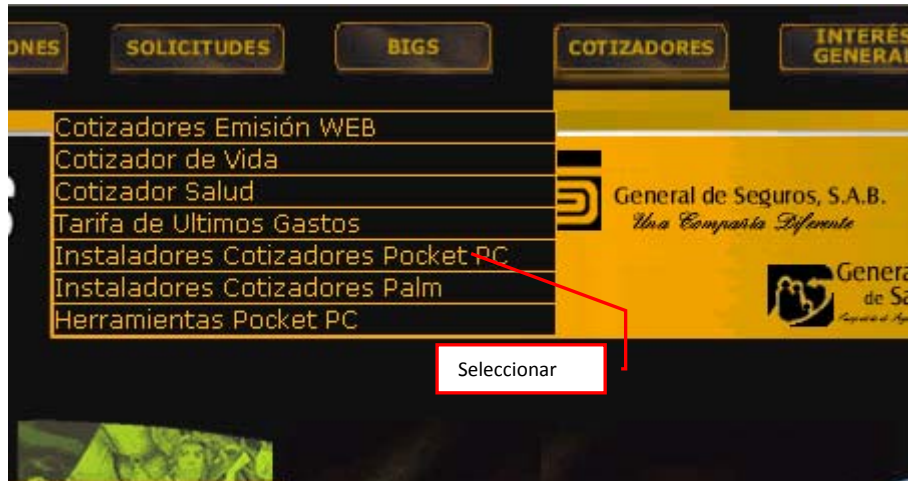 ONES
SOLICITUDES
BIGS
COTIZADORES
INTERÉS
GENERAL
Cotizadores Emisión WEB
Cotizador de Vida
Cotizador Salud
Tarifa de Ultimos Gastos
Instaladores Cotizadores Pocket PC
Instaladores Cotizadores Palm
Herramientas Pocket PC
General de Seguros, S.A.B.
Una Compañía Diferente
Genera
de Sa
Seleccionar